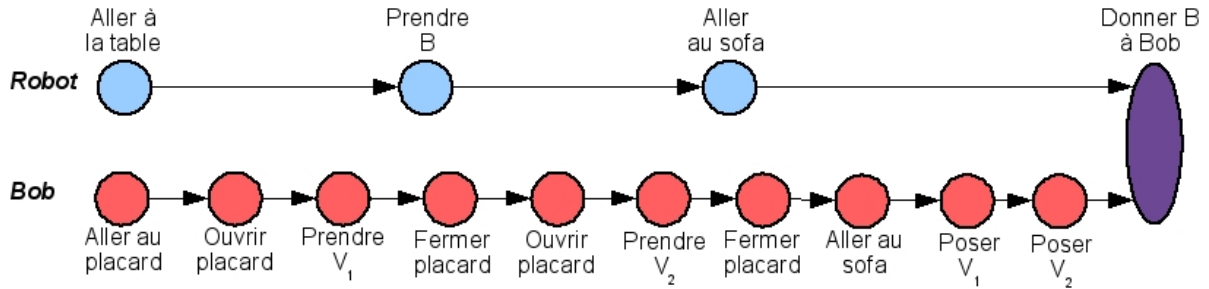 Aller à
la table
Prendre
B
Aller
au sofa
Donner B
à Bob
Robot
Bob
Aller au
placard
Ouvrir
placard
Prendre
V₁
Fermer
placard
Ouvrir
placard
Prendre
V₂
Fermer
placard
Aller au
sofa
Poser
V₁
Poser
V₂